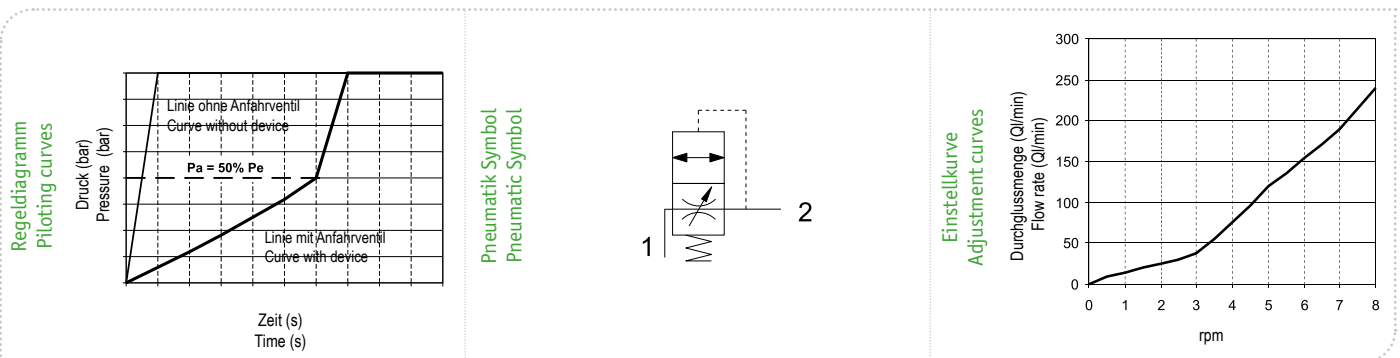 Regeldiagramm
Piloting curves
Druck (bar)
Pressure (bar)
Linie ohne Anfahrventil
Curve without device
Pa = 50% Pe
Linie mit Anfahrventil
Curve with device
Zeit (s)
Time (s)
Pneumatik Symbol
Pneumatic Symbol
1
2
Einstellkurve
Adjustment curves
Durchglussmenge (Ql/min)
Flow rate (Ql/min)
300
250
200
150
100
50
0
0 1 2 3 4 5 6 7 8
rpm